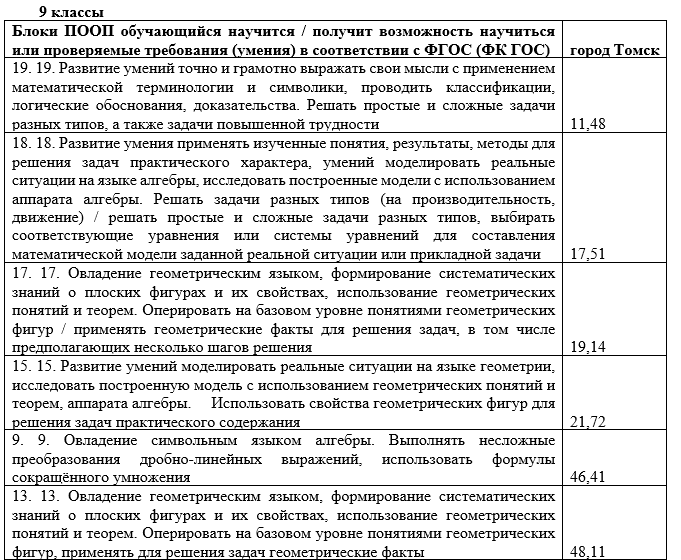 9 классы
Блоки ПООП обучающийся научится / получит возможность научиться
или проверяемые требования (умения) в соответствии с ФГОС (ФК ГОС)
город Томск
19. 19. Развитие умений точно и грамотно выражать свои мысли с применением
математической терминологии и символики, проводить классификации,
логические обоснования, доказательства. Решать простые и сложные задачи
разных типов, а также задачи повышенной трудности
11,48
18. 18. Развитие умения применять изученные понятия, результаты, методы для
решения задач практического характера, умений моделировать реальные
ситуации на языке алгебры, исследовать построенные модели с использованием
аппарата алгебры. Решать задачи разных типов (на производительность,
движение) / решать простые и сложные задачи разных типов, выбирать
соответствующие уравнения или системы уравнений для составления
математической модели заданной реальной ситуации или прикладной задачи
17,51
17. 17. Овладение геометрическим языком, формирование систематических
знаний о плоских фигурах и их свойствах, использование геометрических
понятий и теорем. Оперировать на базовом уровне понятиями геометрических
фигур / применять геометрические факты для решения задач, в том числе
предполагающих несколько шагов решения
19,14
15. 15. Развитие умений моделировать реальные ситуации на языке геометрии,
исследовать построенную модель с использованием геометрических понятий и
теорем, аппарата алгебры. Использовать свойства геометрических фигур для
решения задач практического содержания
21,72
9. 9. Овладение символьным языком алгебры. Выполнять несложные
преобразования дробно-линейных выражений, использовать формулы
сокращённого умножения
46,41
13. 13. Овладение геометрическим языком, формирование систематических
знаний о плоских фигурах и их свойствах, использование геометрических
понятий и теорем. Оперировать на базовом уровне понятиями геометрических
фигур, применять для решения задач геометрические факты
48,11